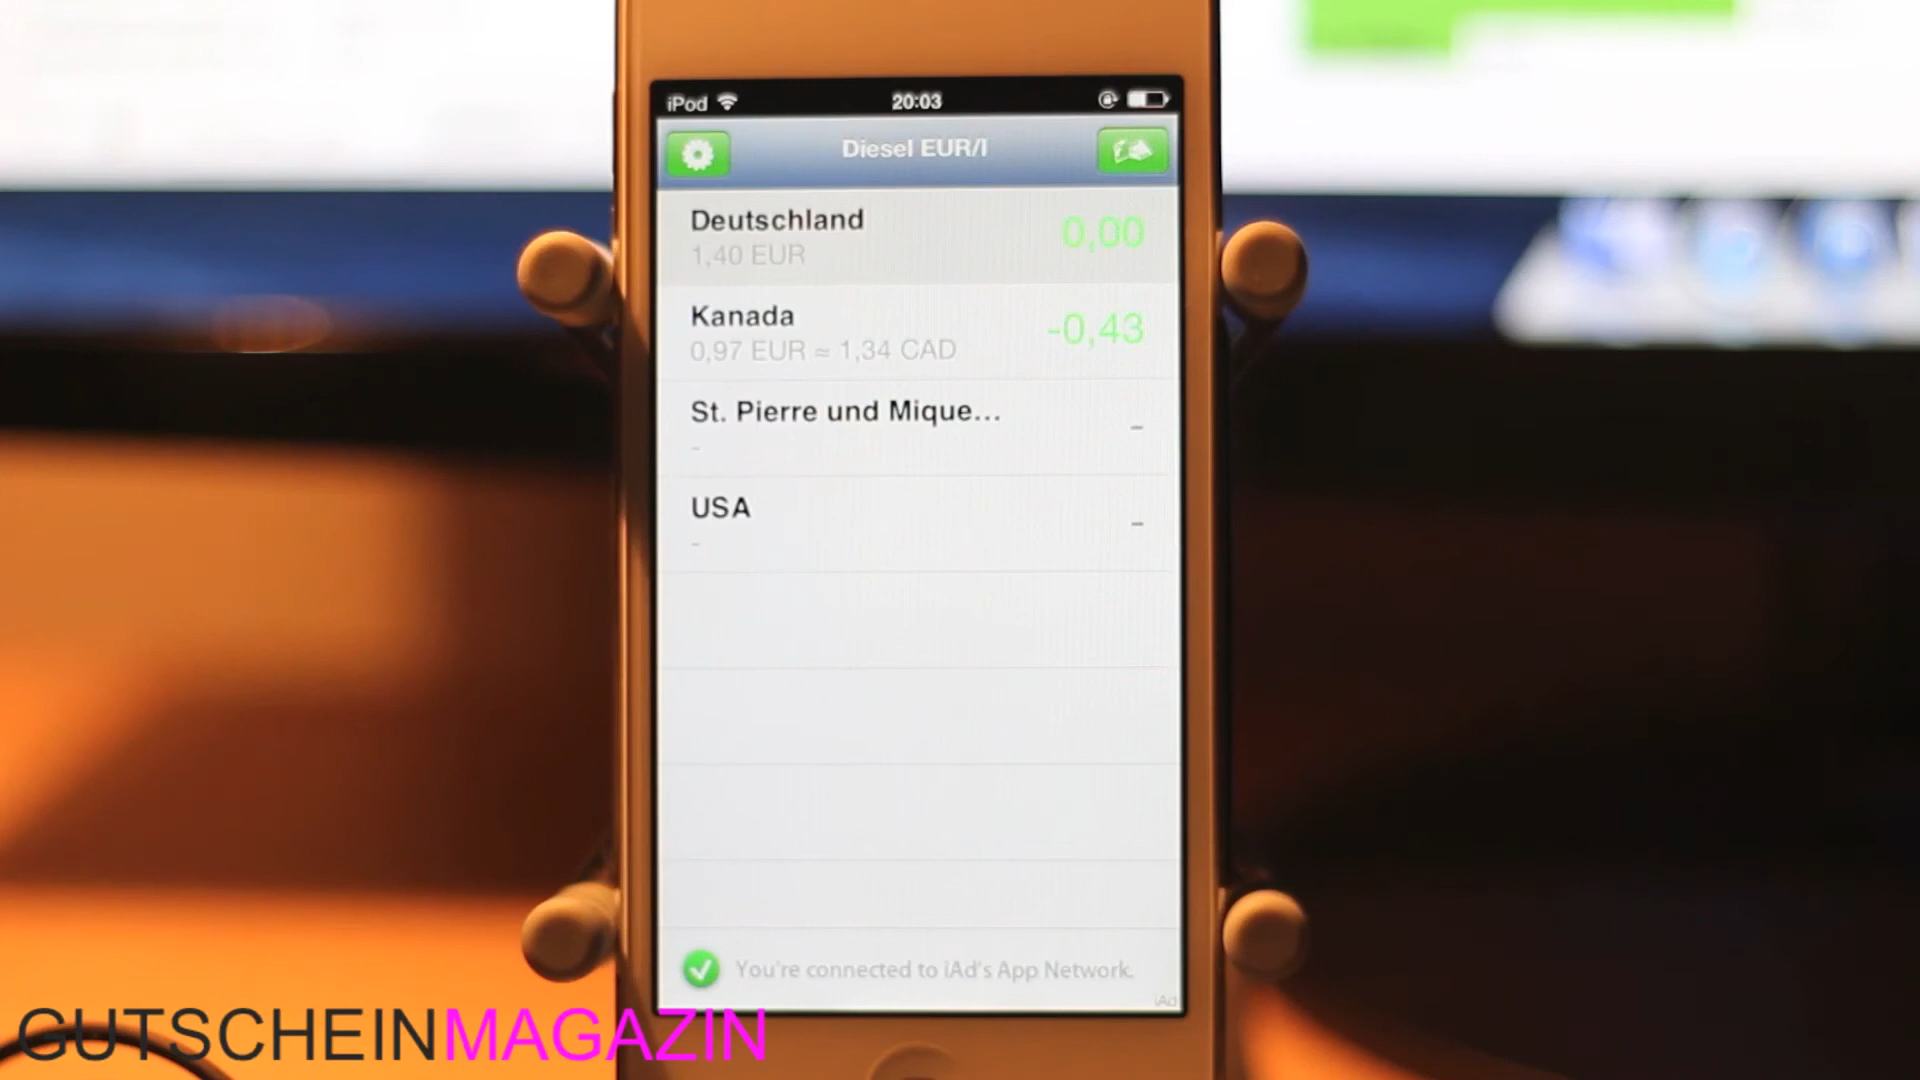 iPod 20:03
Diesel EUR/l
Deutschland 0,00
1,40 EUR
Kanada -0,43
0,97 EUR ≈ 1,34 CAD
St. Pierre und Mique... –
-
USA –
-
You're connected to iAd's App Network.
iAd
GUTSCHEINMAGAZIN